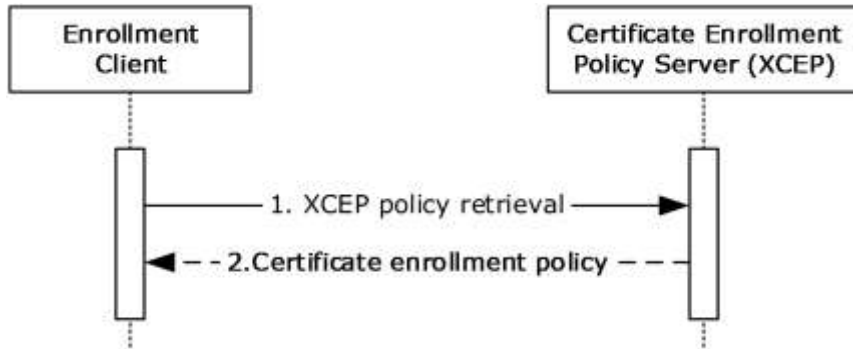 Enrollment
Client
Certificate Enrollment
Policy Server (XCEP)
1. XCEP policy retrieval
2.Certificate enrollment policy